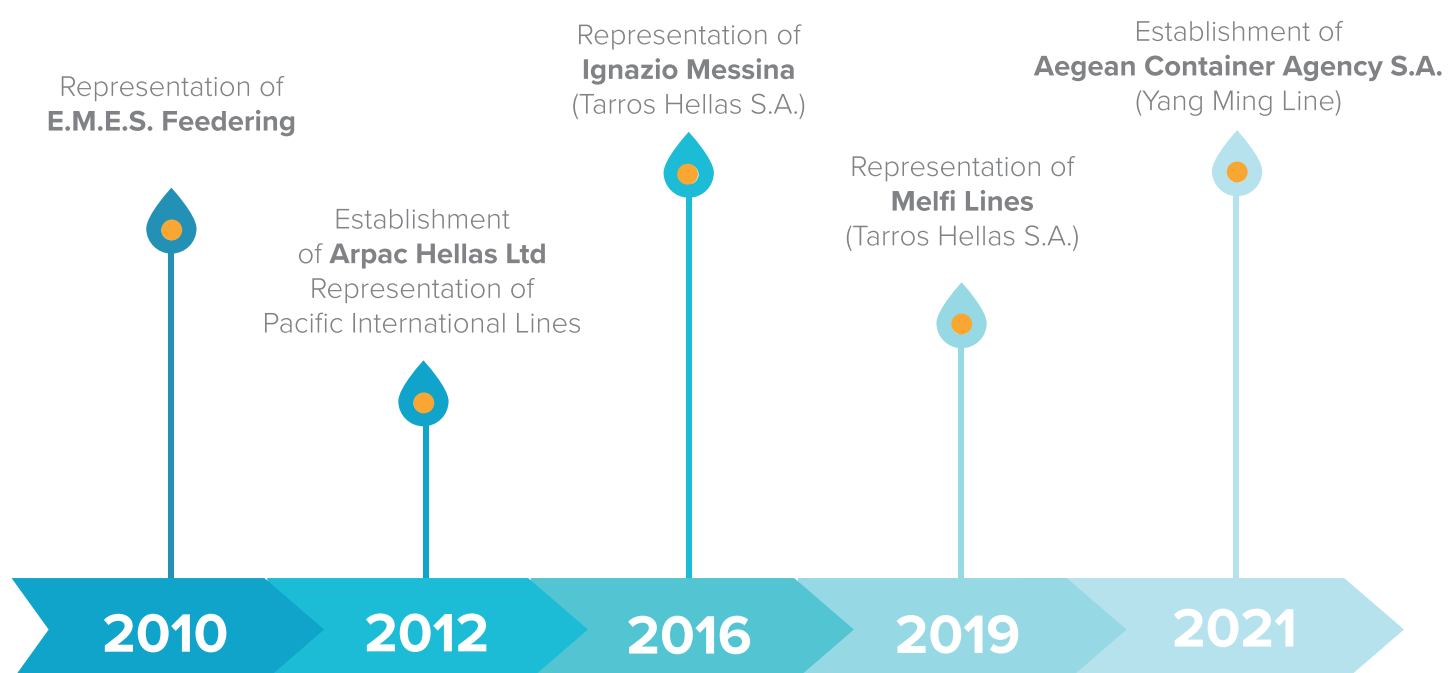 Representation of
E.M.E.S. Feedering
Establishment
of Arpac Hellas Ltd
Representation of
Pacific International Lines
Representation of
Ignazio Messina
(Tarros Hellas S.A.)
Representation of
Melfi Lines
(Tarros Hellas S.A.)
Establishment of
Aegean Container Agency S.A.
(Yang Ming Line)
2010
2012
2016
2019
2021